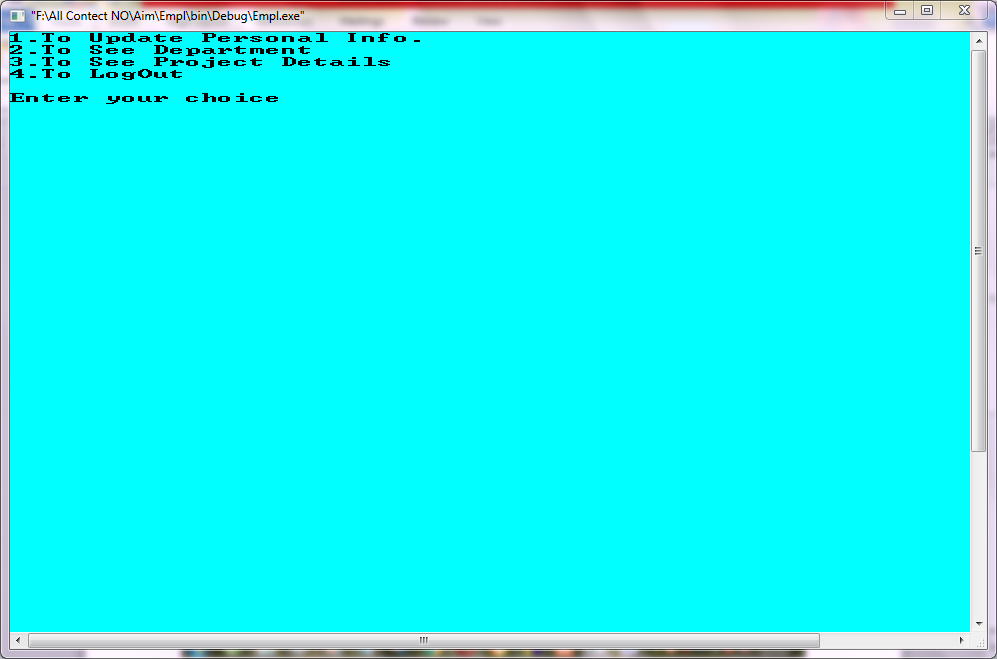 "F:\All Contect NO\Aim\Empl\bin\Debug\Empl.exe"
1.To Update Personal Info.
2.To See Department
3.To See Project Details
4.To LogOut
Enter your choice